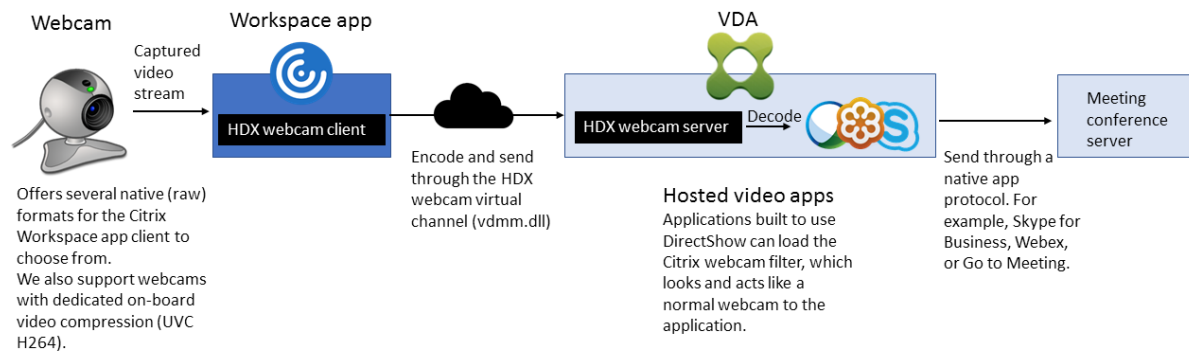 Webcam
Workspace app
VDA
Captured
video
stream
HDX webcam client
HDX webcam server
Decode
Meeting
conference
server
Offers several native (raw)
formats for the Citrix
Workspace app client to
choose from.
We also support webcams
with dedicated on-board
video compression (UVC
H264).
Encode and send
through the HDX
webcam virtual
channel (vdmm.dll)
Hosted video apps
Applications built to use
DirectShow can load the
Citrix webcam filter, which
looks and acts like a
normal webcam to the
application.
Send through a
native app
protocol. For
example, Skype for
Business, Webex,
or Go to Meeting.